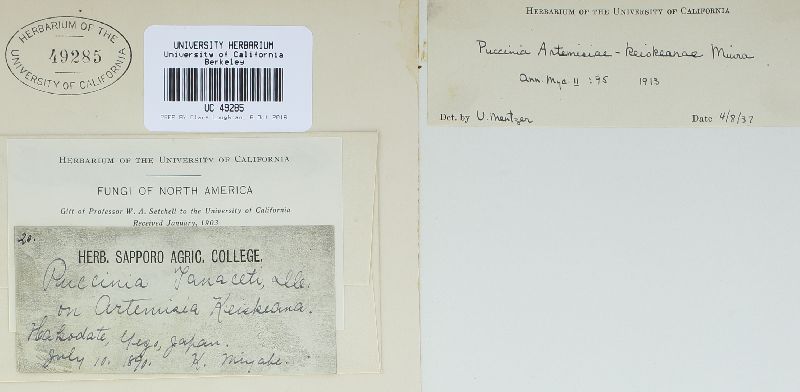 HERBARIUM OF THE
49285
UNIVERSITY OF CALIFORNIA
UNIVERSITY HERBARIUM
University of California
Berkeley
UC 49285
HERBARIUM OF THE UNIVERSITY OF CALIFORNIA
FUNGI OF NORTH AMERICA
Gift of Professor W. A. Setchell to the University of California
Received January, 1903
20.
HERB. SAPPORO AGRIC. COLLEGE.
Puccinia Tanaceti, DC.
on Artemisia Keiskeana.
Hakodate, Yezo, Japan.
July 10. 1890. K. Miyabe.
HERBARIUM OF THE UNIVERSITY OF CALIFORNIA
Puccinia Artemisiae-keiskeanae Miura
Ann. Myc II : 95 1913
Det. by Date 4/8/37